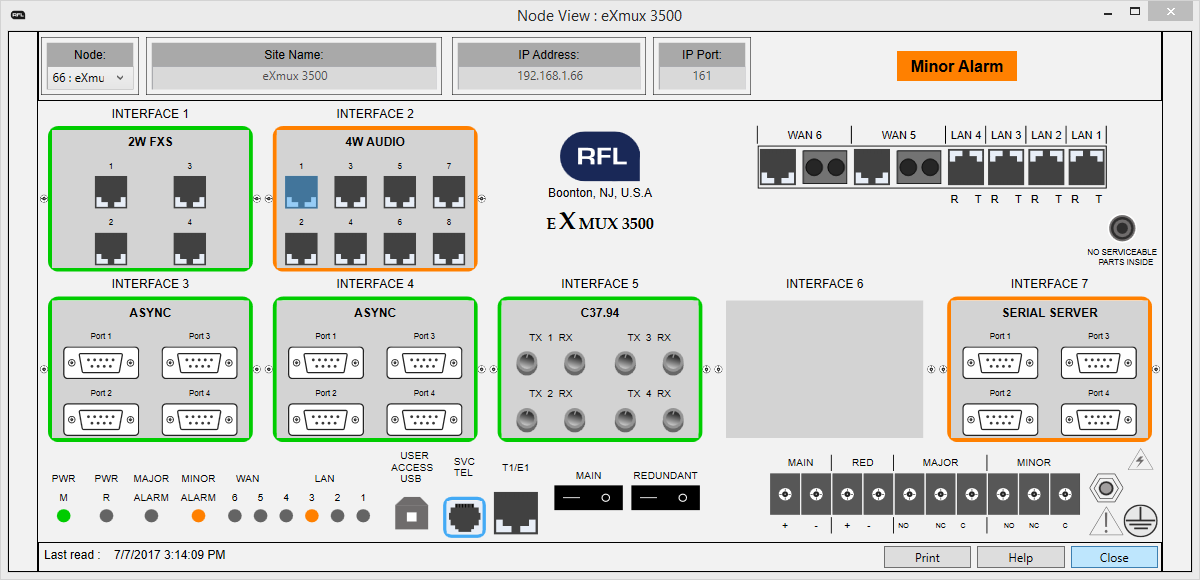 RFL
Node View : eXmux 3500
Node:
66 : eXmu
Site Name:
eXmux 3500
IP Address:
192.168.1.66
IP Port:
161
Minor Alarm
INTERFACE 1
2W FXS
1 3
2 4
INTERFACE 2
4W AUDIO
1 3 5 7
2 4 6 8
RFL
Boonton, NJ, U.S.A
eXmux 3500
WAN 6 WAN 5 LAN 4 LAN 3 LAN 2 LAN 1
R T R T R T R T
NO SERVICEABLE
PARTS INSIDE
INTERFACE 3
ASYNC
Port 1 Port 3
Port 2 Port 4
INTERFACE 4
ASYNC
Port 1 Port 3
Port 2 Port 4
INTERFACE 5
C37.94
TX 1 RX TX 3 RX
TX 2 RX TX 4 RX
INTERFACE 6
INTERFACE 7
SERIAL SERVER
Port 1 Port 3
Port 2 Port 4
PWR
M
PWR
R
MAJOR
ALARM
MINOR
ALARM
WAN
6 5
LAN
4 3 2 1
USER
ACCESS
USB
SVC
TEL
T1/E1
MAIN
REDUNDANT
MAIN RED MAJOR MINOR
+ - + - NO NC C NO NC C
Last read : 7/7/2017 3:14:09 PM
Print
Help
Close